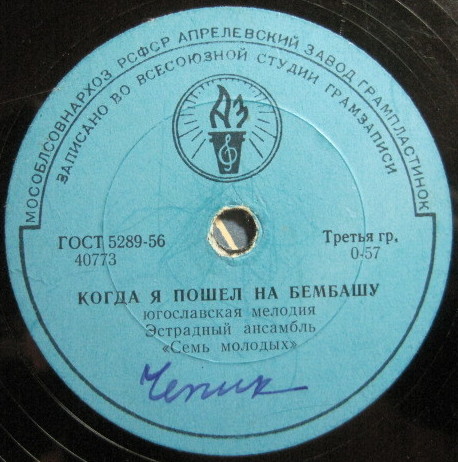 МОСОБЛСОВНАРХОЗ РСФСР АПРЕЛЕВСКИЙ ЗАВОД ГРАМПЛАСТИНОК
ЗАПИСАНО ВО ВСЕСОЮЗНОЙ СТУДИИ ГРАМЗАПИСИ
АЗ
ГОСТ 5289-56 Третья гр.
40773 0-57
КОГДА Я ПОШЕЛ НА БЕМБАШУ
югославская мелодия
Эстрадный ансамбль
«Семь молодых»
Чепик